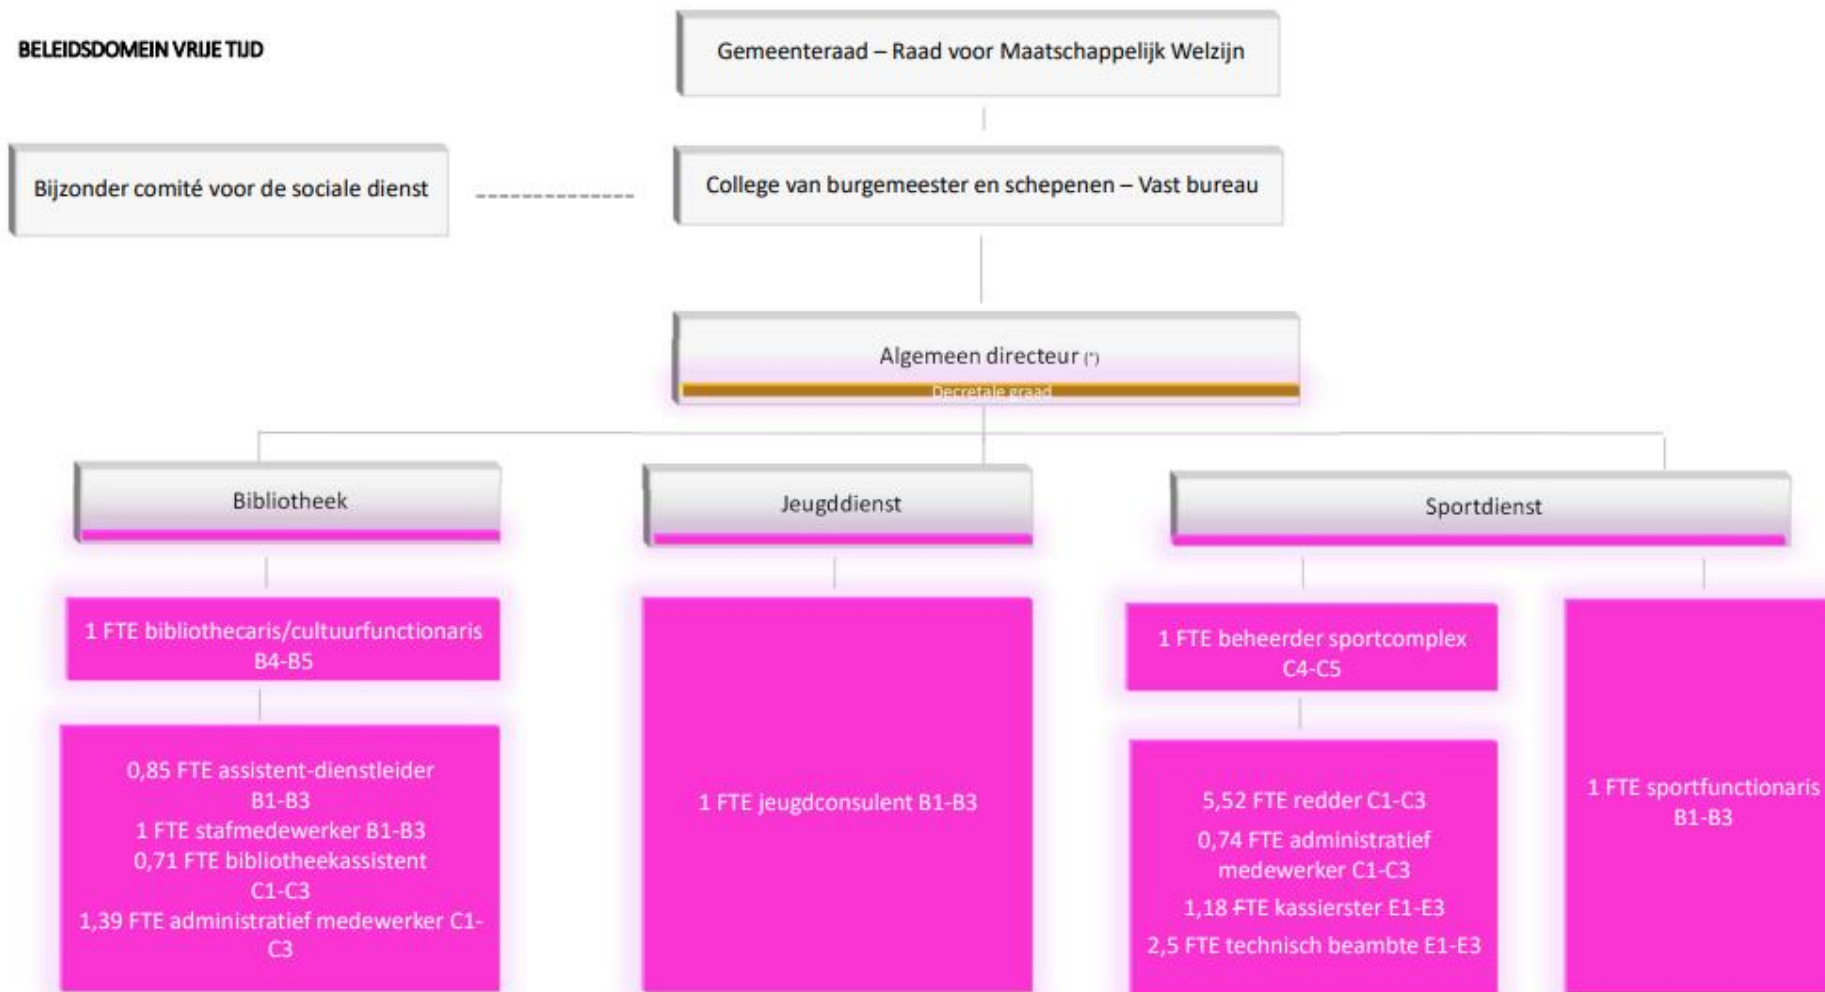 BELEIDSDOMEIN VRIJE TIJD
Gemeenteraad – Raad voor Maatschappelijk Welzijn
Bijzonder comité voor de sociale dienst
College van burgemeester en schepenen – Vast bureau
Algemeen directeur (*)
Decretale graad
Bibliotheek
Jeugddienst
Sportdienst
1 FTE bibliothecaris/cultuurfunctionaris
B4-B5
0,85 FTE assistent-dienstleider
B1-B3
1 FTE stafmedewerker B1-B3
0,71 FTE bibliotheekassistent
C1-C3
1,39 FTE administratief medewerker C1-
C3
1 FTE jeugdconsulent B1-B3
1 FTE beheerder sportcomplex
C4-C5
5,52 FTE redder C1-C3
0,74 FTE administratief
medewerker C1-C3
1,18 FTE kassierster E1-E3
2,5 FTE technisch beambte E1-E3
1 FTE sportfunctionaris
B1-B3